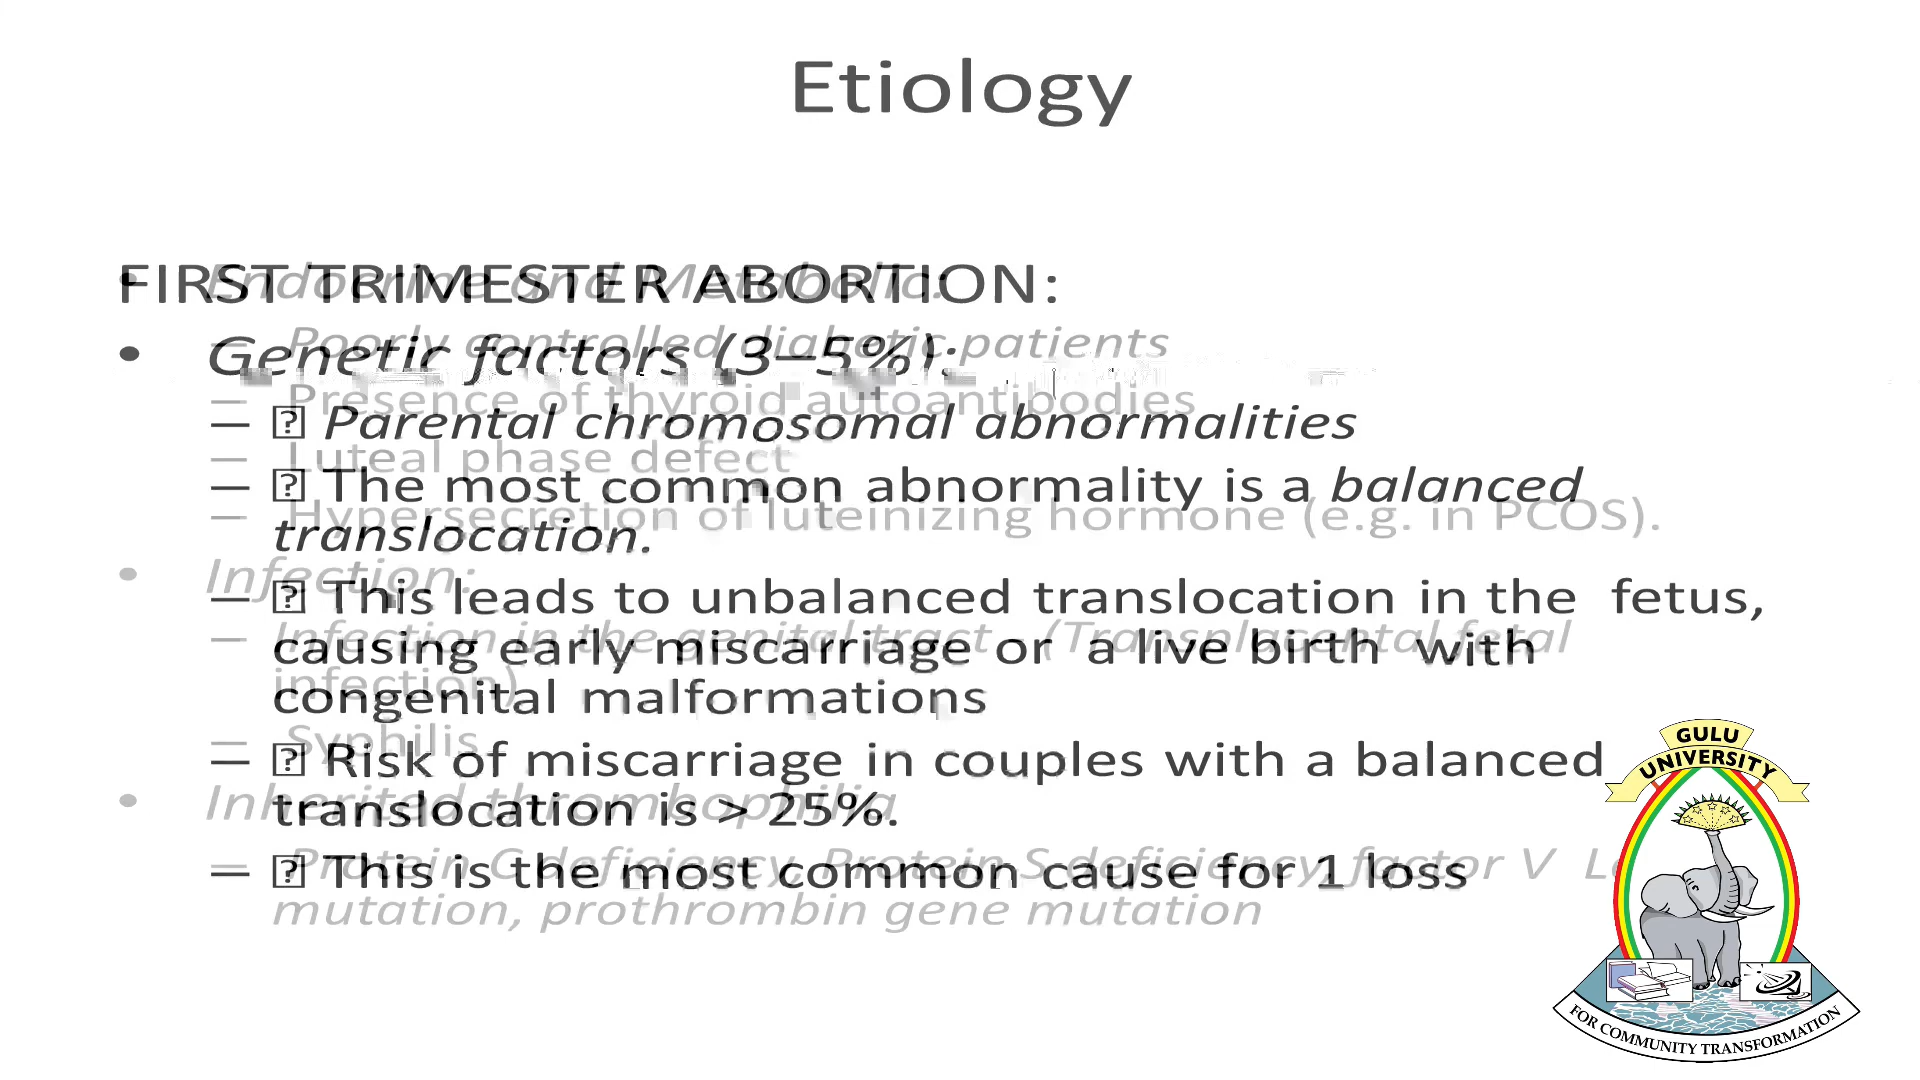 Etiology
FIRST TRIMESTER ABORTION:
• Genetic factors (3–5%):
– Parental chromosomal abnormalities
– The most common abnormality is a balanced
translocation.
– This leads to unbalanced translocation in the fetus,
causing early miscarriage or a live birth with
congenital malformations
– Risk of miscarriage in couples with a balanced
translocation is > 25%.
– This is the most common cause for 1 loss
• Endocrine and Metabolic:
– Poorly controlled diabetic patients
– Presence of thyroid autoantibodies
– Luteal phase defect
– Hypersecretion of luteinizing hormone (e.g. in PCOS).
• Infection:
– Infection in the genital tract - (Transplacental fetal
infection)
– Syphilis
• Inherited thrombophilia
– Protein C deficiency, Protein S deficiency, factor V
mutation, prothrombin gene mutation
GULU
UNIVERSITY
FOR COMMUNITY TRANSFORMATION